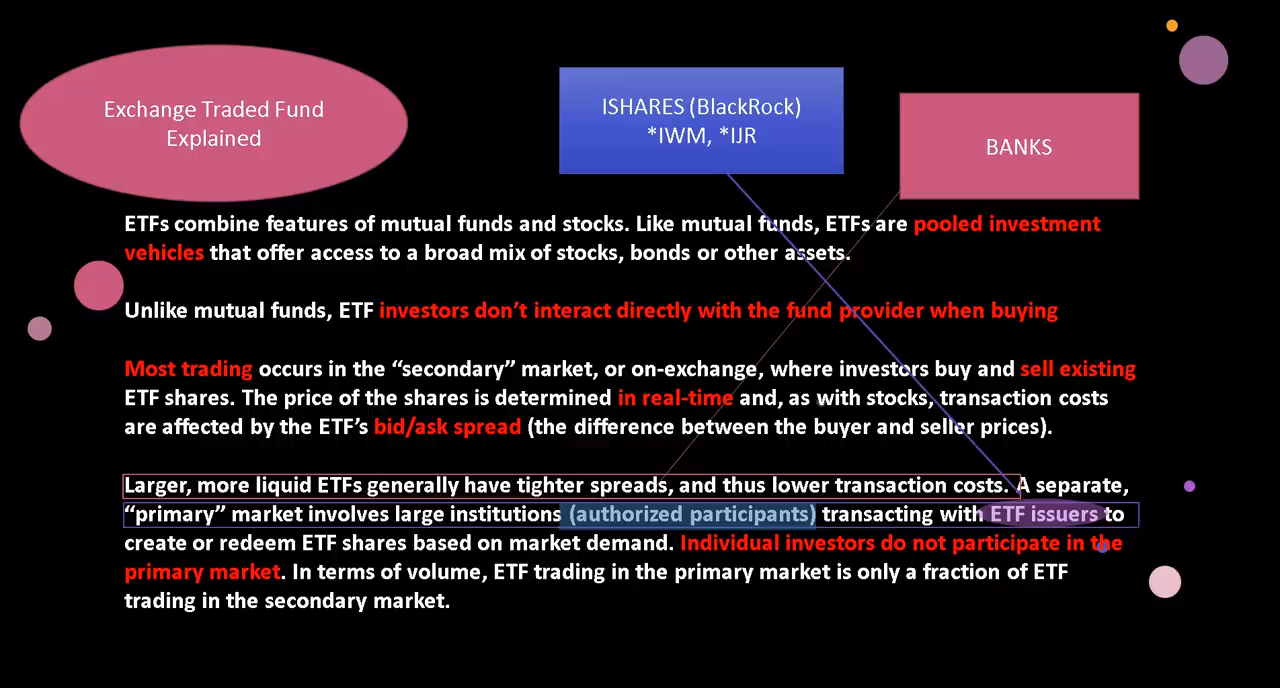 Exchange Traded Fund
Explained
ISHARES (BlackRock)
*IWM, *IJR
BANKS
ETFs combine features of mutual funds and stocks. Like mutual funds, ETFs are pooled investment
vehicles that offer access to a broad mix of stocks, bonds or other assets.
Unlike mutual funds, ETF investors don’t interact directly with the fund provider when buying
Most trading occurs in the “secondary” market, or on-exchange, where investors buy and sell existing
ETF shares. The price of the shares is determined in real-time and, as with stocks, transaction costs
are affected by the ETF’s bid/ask spread (the difference between the buyer and seller prices).
Larger, more liquid ETFs generally have tighter spreads, and thus lower transaction costs. A separate,
“primary” market involves large institutions (authorized participants) transacting with ETF issuers to
create or redeem ETF shares based on market demand. Individual investors do not participate in the
primary market. In terms of volume, ETF trading in the primary market is only a fraction of ETF
trading in the secondary market.